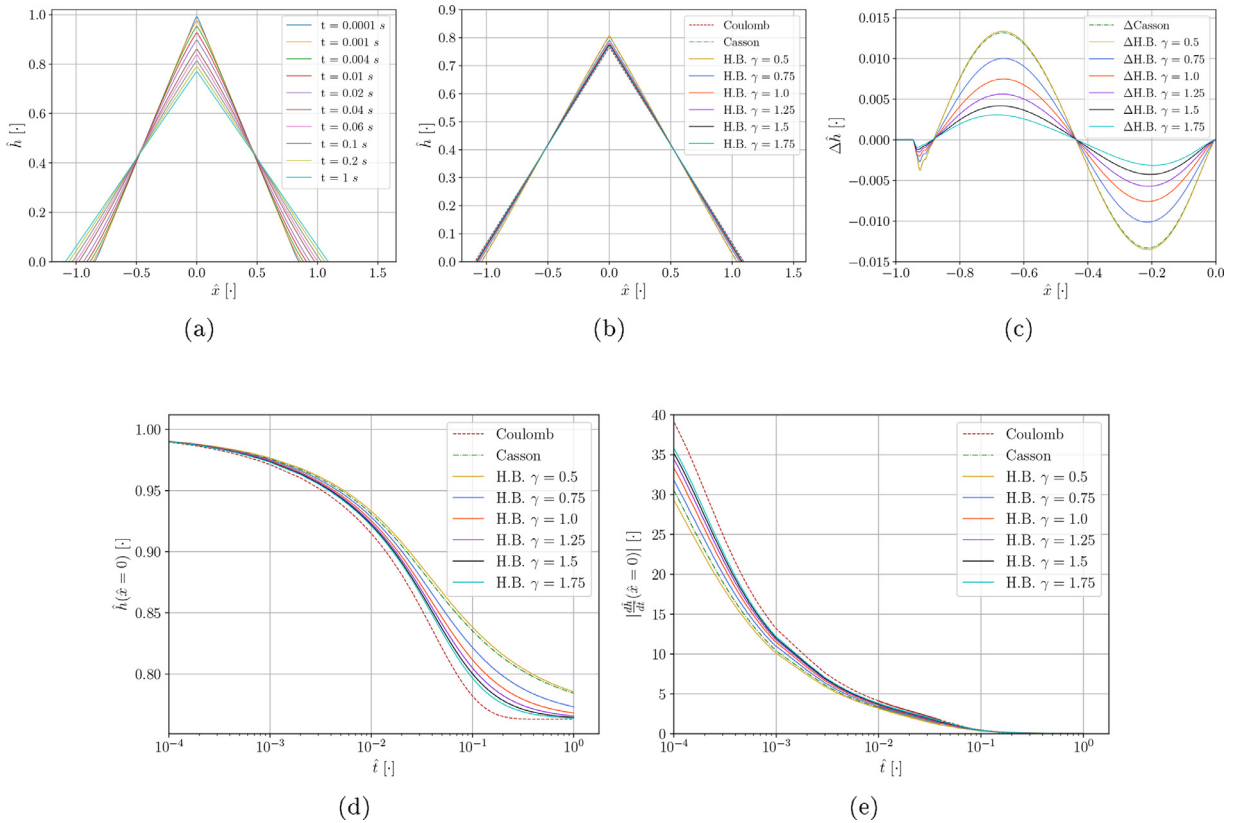 1.0
0.8
0.6
0.4
0.2
0.0
ĥ [·]
−1.0 −0.5 0.0 0.5 1.0 1.5
x̂ [·]
t = 0.0001 s
t = 0.001 s
t = 0.004 s
t = 0.01 s
t = 0.02 s
t = 0.04 s
t = 0.06 s
t = 0.1 s
t = 0.2 s
t = 1 s
(a)
0.9
0.8
0.7
0.6
0.5
0.4
0.3
0.2
0.1
0.0
ĥ [·]
−1.0 −0.5 0.0 0.5 1.0 1.5
x̂ [·]
Coulomb
Casson
H.B. γ = 0.5
H.B. γ = 0.75
H.B. γ = 1.0
H.B. γ = 1.25
H.B. γ = 1.5
H.B. γ = 1.75
(b)
0.015
0.010
0.005
0.000
−0.005
−0.010
−0.015
Δĥ [·]
−1.0 −0.8 −0.6 −0.4 −0.2 0.0
x̂ [·]
ΔCasson
ΔH.B. γ = 0.5
ΔH.B. γ = 0.75
ΔH.B. γ = 1.0
ΔH.B. γ = 1.25
ΔH.B. γ = 1.5
ΔH.B. γ = 1.75
(c)
1.00
0.95
0.90
0.85
0.80
ĥ(x̂ = 0) [·]
10⁻⁴ 10⁻³ 10⁻² 10⁻¹ 10⁰
t̂ [·]
Coulomb
Casson
H.B. γ = 0.5
H.B. γ = 0.75
H.B. γ = 1.0
H.B. γ = 1.25
H.B. γ = 1.5
H.B. γ = 1.75
(d)
40
35
30
25
20
15
10
5
0
|dĥ/dt(x̂ = 0)| [·]
10⁻⁴ 10⁻³ 10⁻² 10⁻¹ 10⁰
t̂ [·]
Coulomb
Casson
H.B. γ = 0.5
H.B. γ = 0.75
H.B. γ = 1.0
H.B. γ = 1.25
H.B. γ = 1.5
H.B. γ = 1.75
(e)